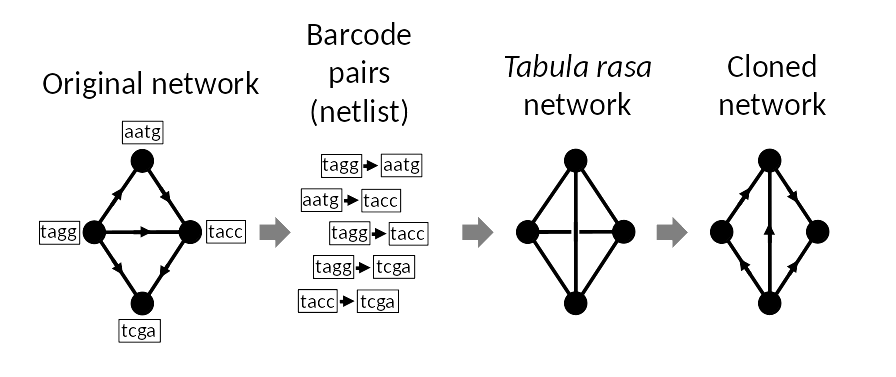 Original network
aatg
tagg
tacc
tcga
Barcode
pairs
(netlist)
tagg aatg
aatg tacc
tagg tacc
tagg tcga
tacc tcga
Tabula rasa
network
Cloned
network